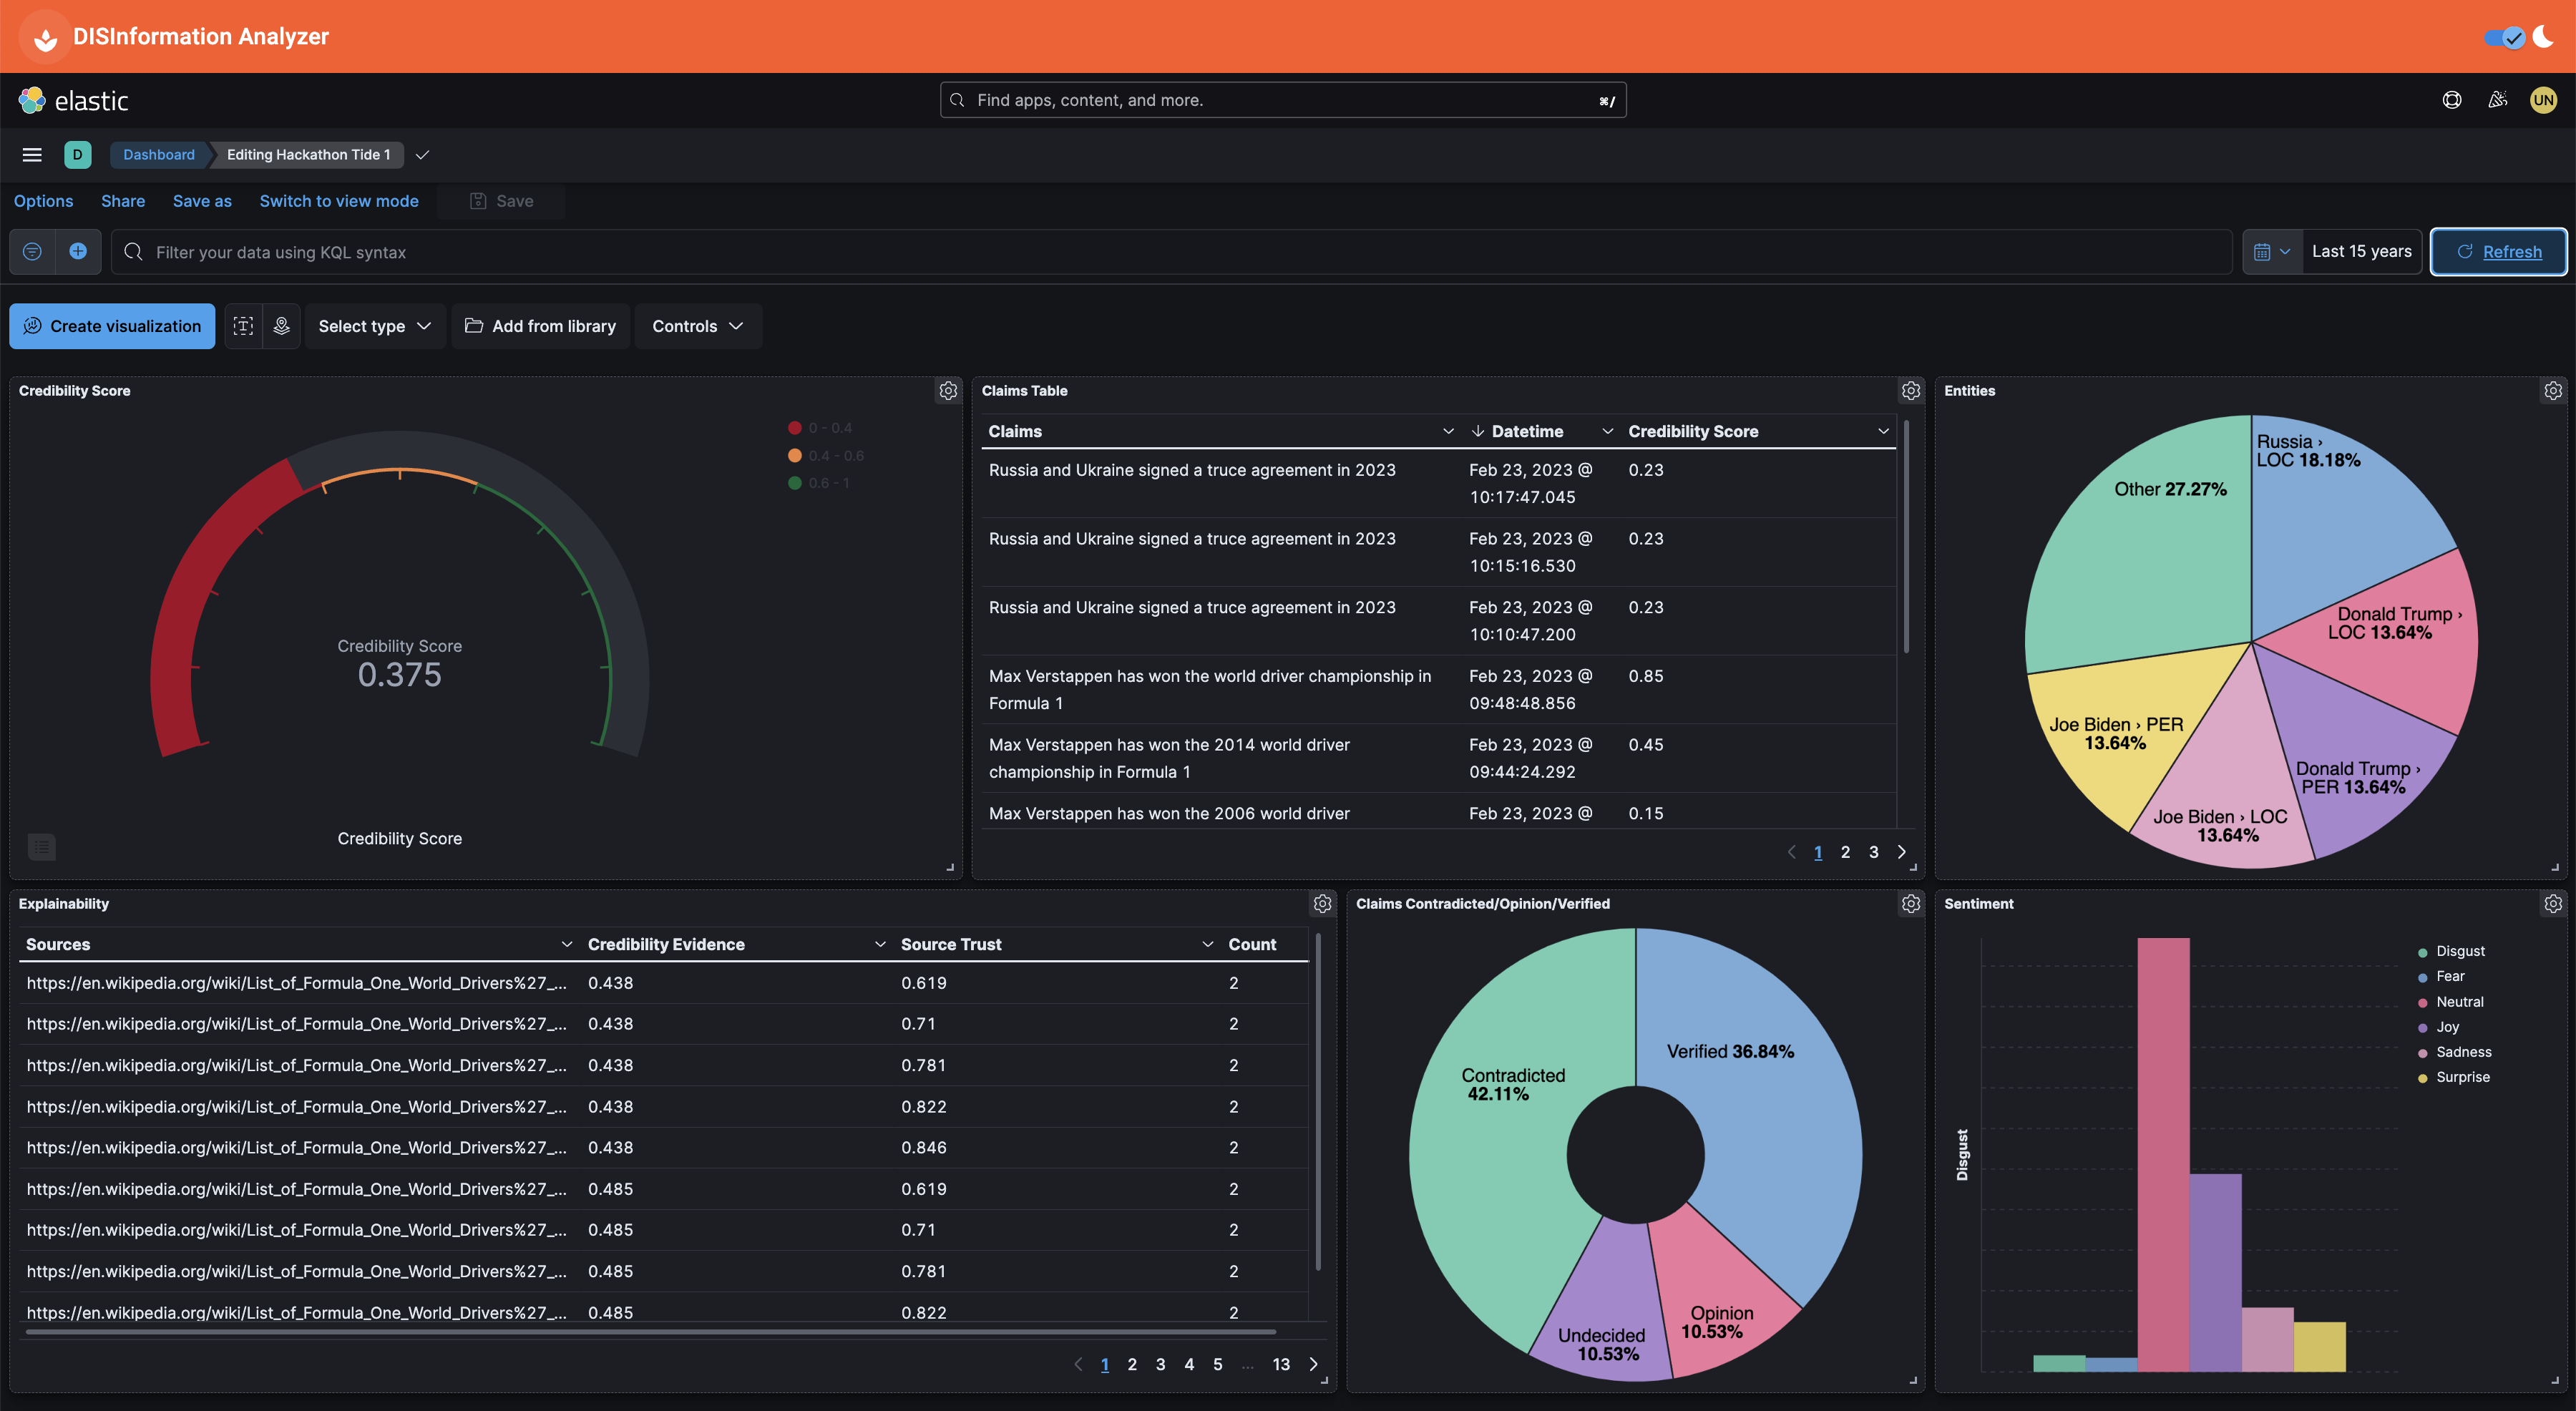 DISInformation Analyzer
elastic
Find apps, content, and more.
⌘/
UN
D
Dashboard
Editing Hackathon Tide 1
Options
Share
Save as
Switch to view mode
Save
Filter your data using KQL syntax
Last 15 years
Refresh
Create visualization
Select type
Add from library
Controls
Credibility Score
0 - 0.4
0.4 - 0.6
0.6 - 1
Credibility Score
0.375
Credibility Score
Claims Table
Claims
Datetime
Credibility Score
Russia and Ukraine signed a truce agreement in 2023
Feb 23, 2023 @
10:17:47.045
0.23
Russia and Ukraine signed a truce agreement in 2023
Feb 23, 2023 @
10:15:16.530
0.23
Russia and Ukraine signed a truce agreement in 2023
Feb 23, 2023 @
10:10:47.200
0.23
Max Verstappen has won the world driver championship in
Formula 1
Feb 23, 2023 @
09:48:48.856
0.85
Max Verstappen has won the 2014 world driver
championship in Formula 1
Feb 23, 2023 @
09:44:24.292
0.45
Max Verstappen has won the 2006 world driver
Feb 23, 2023 @
0.15
1
2
3
Entities
Russia ›
LOC 18.18%
Other 27.27%
Donald Trump ›
LOC 13.64%
Joe Biden › PER
13.64%
Donald Trump ›
PER 13.64%
Joe Biden › LOC
13.64%
Explainability
Sources
Credibility Evidence
Source Trust
Count
https://en.wikipedia.org/wiki/List_of_Formula_One_World_Drivers%27_...
0.438
0.619
2
https://en.wikipedia.org/wiki/List_of_Formula_One_World_Drivers%27_...
0.438
0.71
2
https://en.wikipedia.org/wiki/List_of_Formula_One_World_Drivers%27_...
0.438
0.781
2
https://en.wikipedia.org/wiki/List_of_Formula_One_World_Drivers%27_...
0.438
0.822
2
https://en.wikipedia.org/wiki/List_of_Formula_One_World_Drivers%27_...
0.438
0.846
2
https://en.wikipedia.org/wiki/List_of_Formula_One_World_Drivers%27_...
0.485
0.619
2
https://en.wikipedia.org/wiki/List_of_Formula_One_World_Drivers%27_...
0.485
0.71
2
https://en.wikipedia.org/wiki/List_of_Formula_One_World_Drivers%27_...
0.485
0.781
2
https://en.wikipedia.org/wiki/List_of_Formula_One_World_Drivers%27_...
0.485
0.822
2
1
2
3
4
5
...
13
Claims Contradicted/Opinion/Verified
Verified 36.84%
Contradicted
42.11%
Opinion
10.53%
Undecided
10.53%
Sentiment
Disgust
Disgust
Fear
Neutral
Joy
Sadness
Surprise